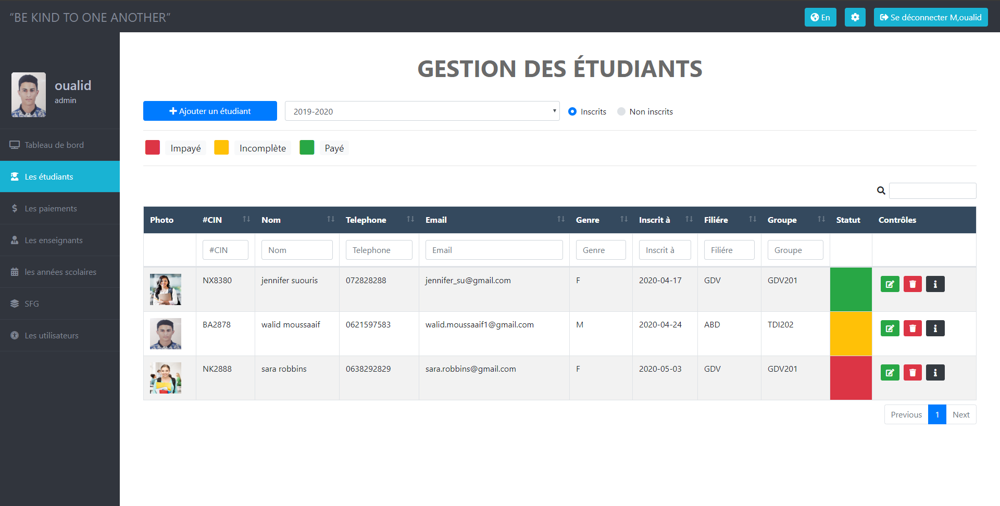 “BE KIND TO ONE ANOTHER”
En
Se déconnecter M,oualid
oualid
admin
Tableau de bord
Les étudiants
Les paiements
Les enseignants
les années scolaires
SFG
Les utilisateurs
GESTION DES ÉTUDIANTS
Ajouter un étudiant
2019-2020
Inscrits
Non inscrits
Impayé
Incomplète
Payé
Photo #CIN Nom Telephone Email Genre Inscrit à Filiére Groupe Statut Contrôles
#CIN Nom Telephone Email Genre Inscrit à Filiére Groupe
NX8380 jennifer suouris 072828288 jennifer_su@gmail.com F 2020-04-17 GDV GDV201
BA2878 walid moussaaif 0621597583 walid.moussaaif1@gmail.com M 2020-04-24 ABD TDI202
NK2888 sara robbins 0638292829 sara.robbins@gmail.com F 2020-05-03 GDV GDV201
Previous 1 Next